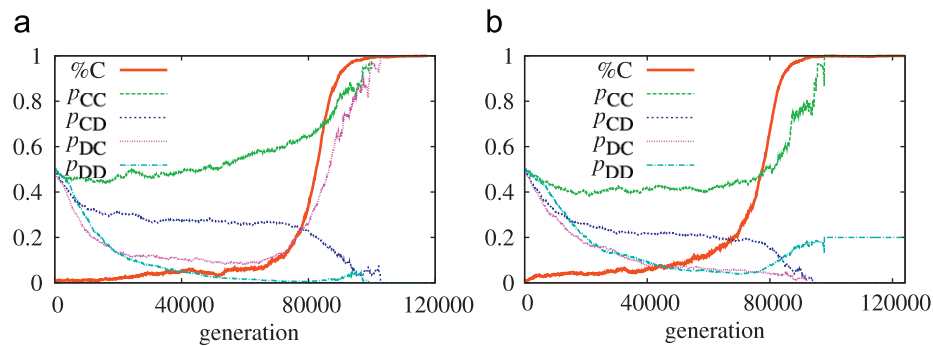 a
1
0.8
0.6
0.4
0.2
0
%C
pCC
pCD
pDC
pDD
0 40000 80000 120000
generation
b
1
0.8
0.6
0.4
0.2
0
%C
pCC
pCD
pDC
pDD
0 40000 80000 120000
generation